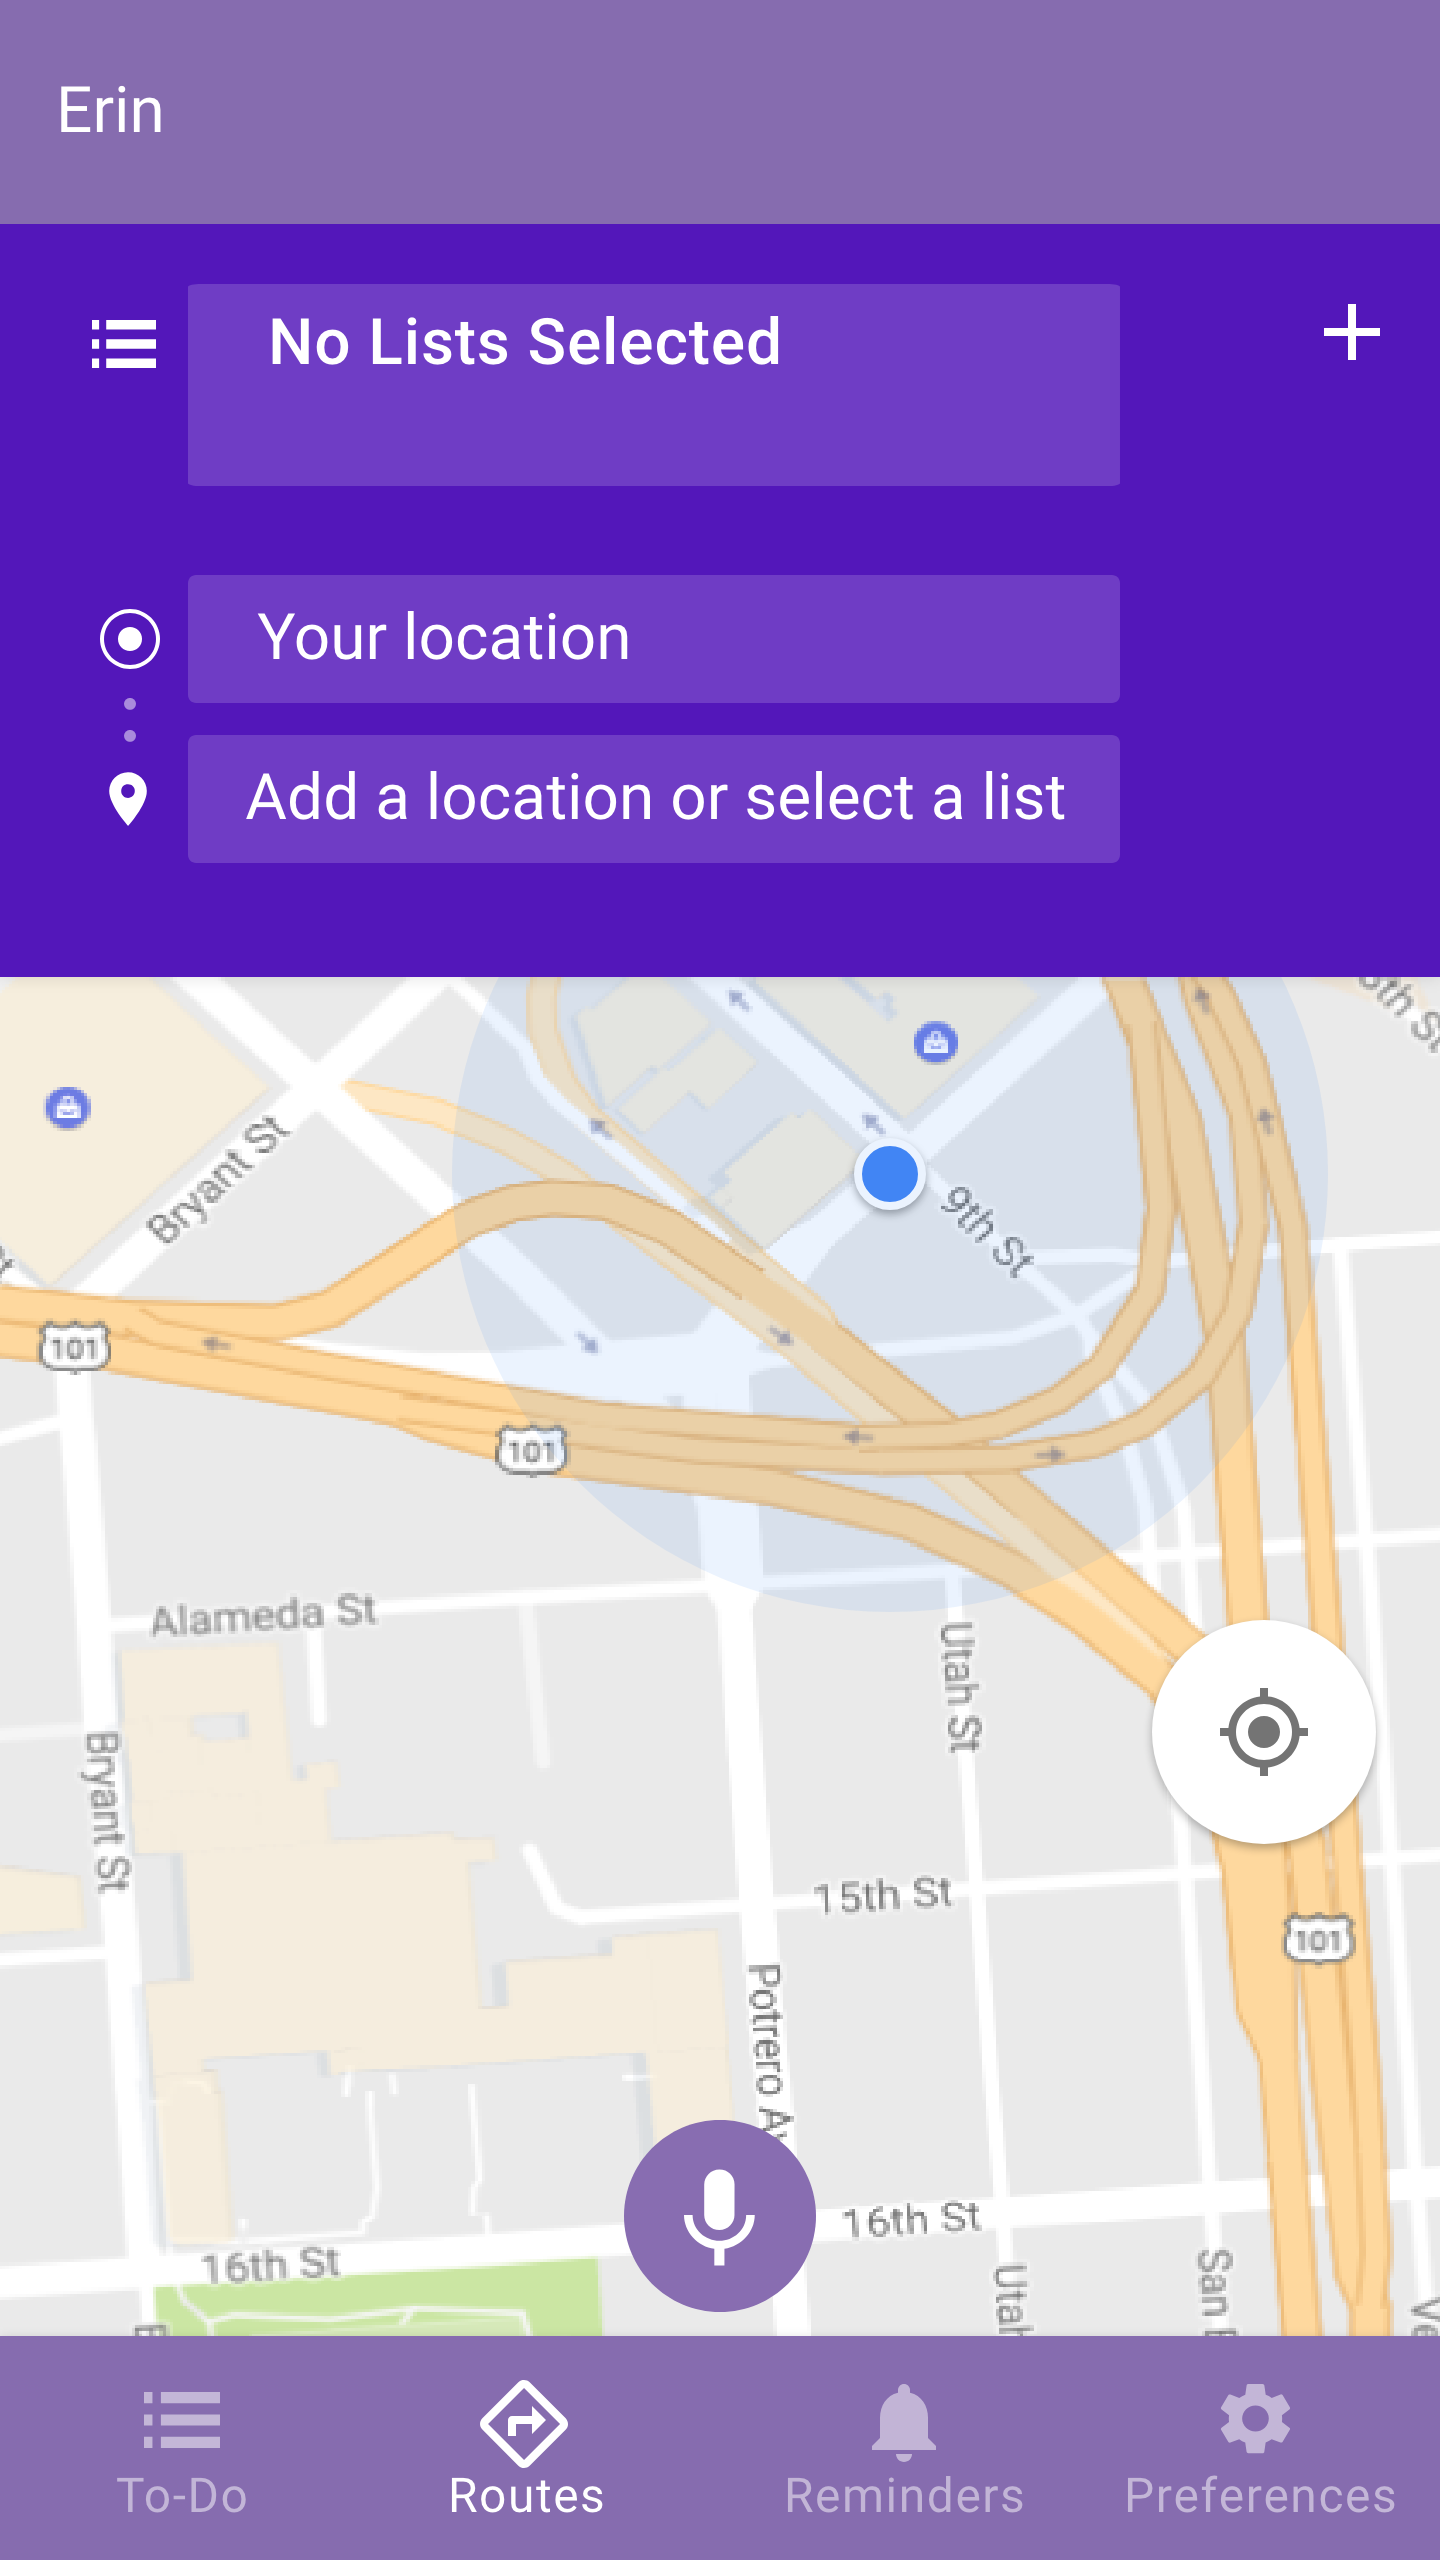 Erin
No Lists Selected
Your location
Add a location or select a list
Bryant St
9th St
101
101
Alameda St
Utah St
Bryant St
15th St
101
Potrero
16th St
16th St
Utah
San
To-Do
Routes
Reminders
Preferences